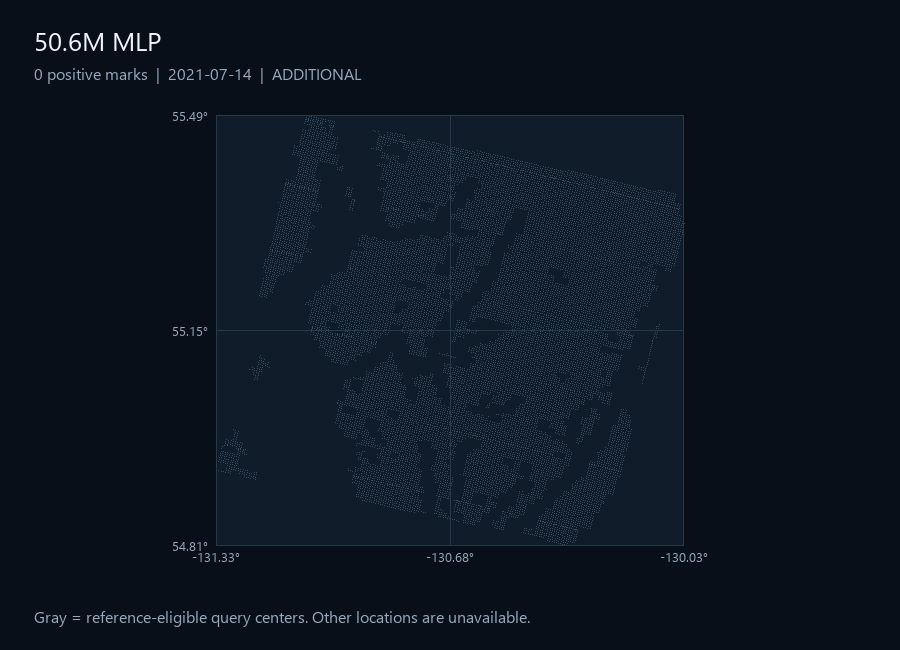 50.6M MLP
0 positive marks | 2021-07-14 | ADDITIONAL
55.49°
55.15°
54.81°
-131.33° -130.68° -130.03°
Gray = reference-eligible query centers. Other locations are unavailable.